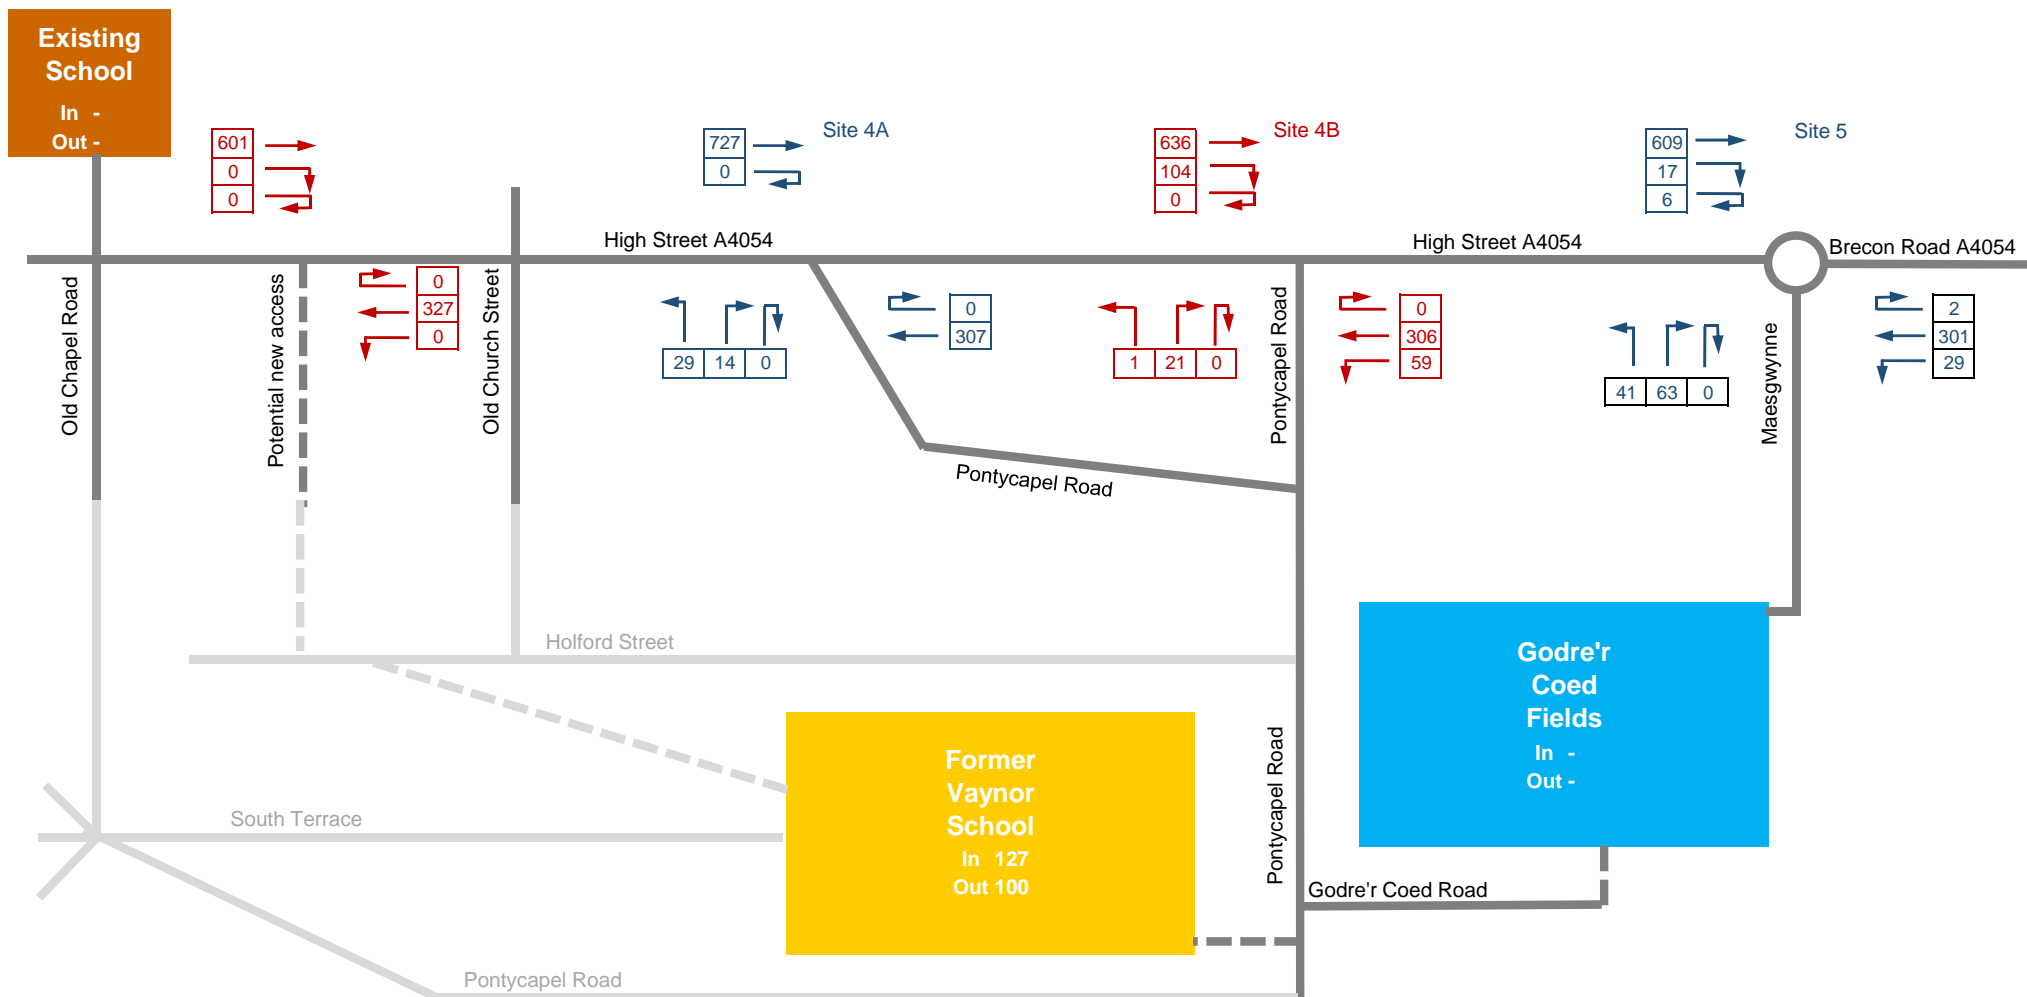 Existing
School
In -
Out -
601
0
0
727
0
Site 4A
636
104
0
Site 4B
609
17
6
Site 5
High Street A4054
High Street A4054
Brecon Road A4054
Old Chapel Road
Potential new access
0
327
0
Old Church Street
29 14 0
0
307
1 21 0
Pontycapel Road
0
306
59
41 63 0
Maesgwynne
2
301
29
Pontycapel Road
Holford Street
Godre'r
Coed
Fields
In -
Out -
Former
Vaynor
School
In 127
Out 100
South Terrace
Pontycapel Road
Godre'r Coed Road
Pontycapel Road